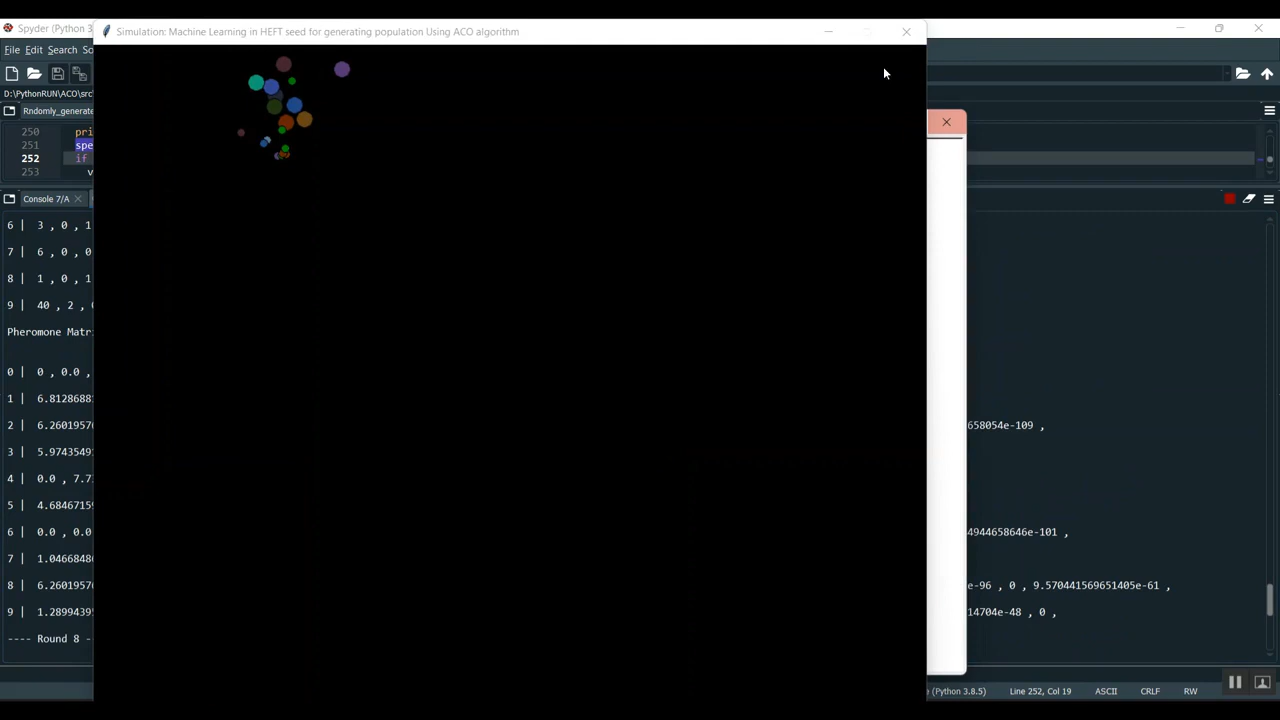 Spyder (Python 3
Simulation: Machine Learning in HEFT seed for generating population Using ACO algorithm
File Edit Search So
D:\PythonRUN\ACO\src\
Rndomly_generate
250 pri
251 spe
252 if
253 v
Console 7/A
6 | 3 , 0 , 1
7 | 6 , 0 , 0
8 | 1 , 0 , 1
9 | 40 , 2 , 
Pheromone Matri
0 | 0 , 0.0 ,
1 | 6.8128688
2 | 6.2601957
658054e-109 ,
3 | 5.9743549
4 | 0.0 , 7.7
5 | 4.6846715
6 | 0.0 , 0.0
4944658646e-101 ,
7 | 1.0466848
8 | 6.2601957
e-96 , 0 , 9.570441569651405e-61 ,
9 | 1.2899439
14704e-48 , 0 ,
---- Round 8 --
e (Python 3.8.5) Line 252, Col 19 ASCII CRLF RW